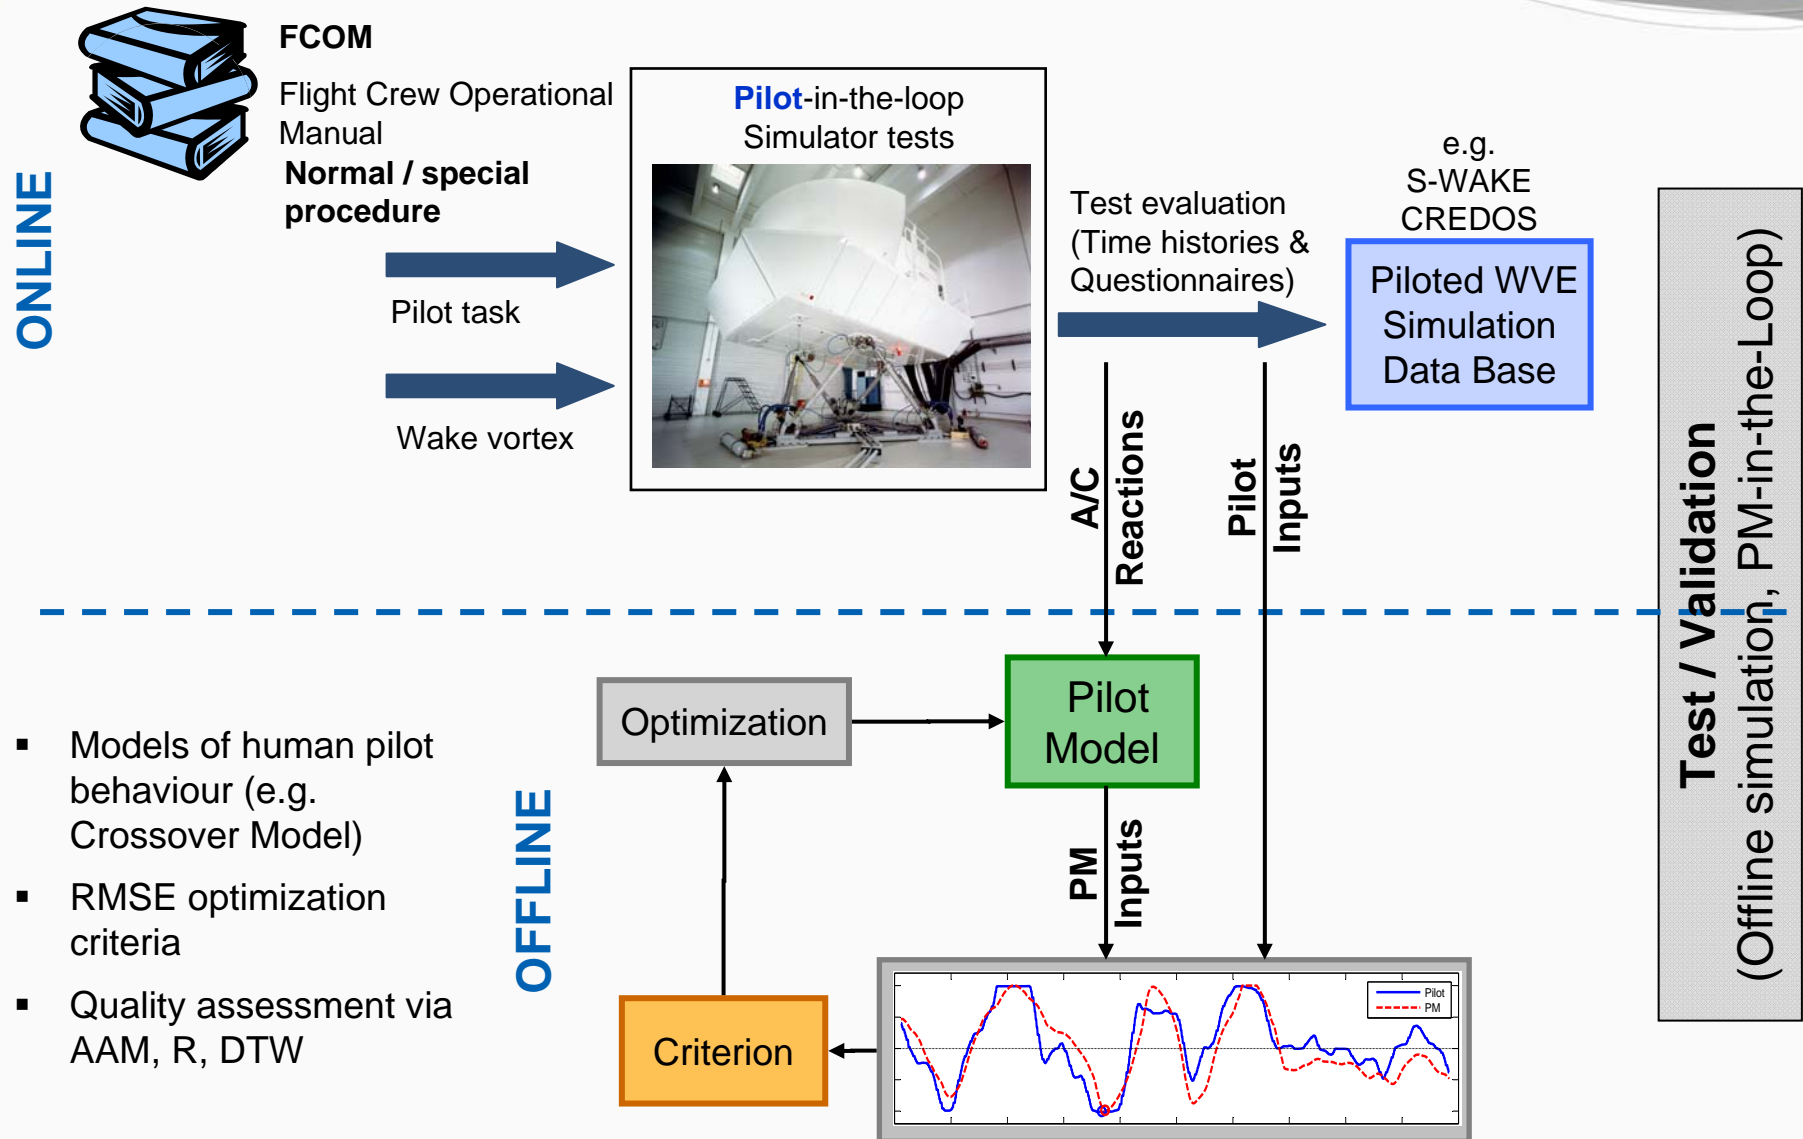 FCOM
Flight Crew Operational
Manual
Normal / special
procedure
ONLINE
Pilot task
Wake vortex
Pilot-in-the-loop
Simulator tests
Test evaluation
(Time histories &
Questionnaires)
e.g.
S-WAKE
CREDOS
Piloted WVE
Simulation
Data Base
A/C
Reactions
Pilot
Inputs
Test / Validation
(Offline simulation, PM-in-the-Loop)
▪ Models of human pilot
behaviour (e.g.
Crossover Model)
▪ RMSE optimization
criteria
▪ Quality assessment via
AAM, R, DTW
OFFLINE
Optimization
Pilot
Model
PM
Inputs
Criterion
Pilot
PM